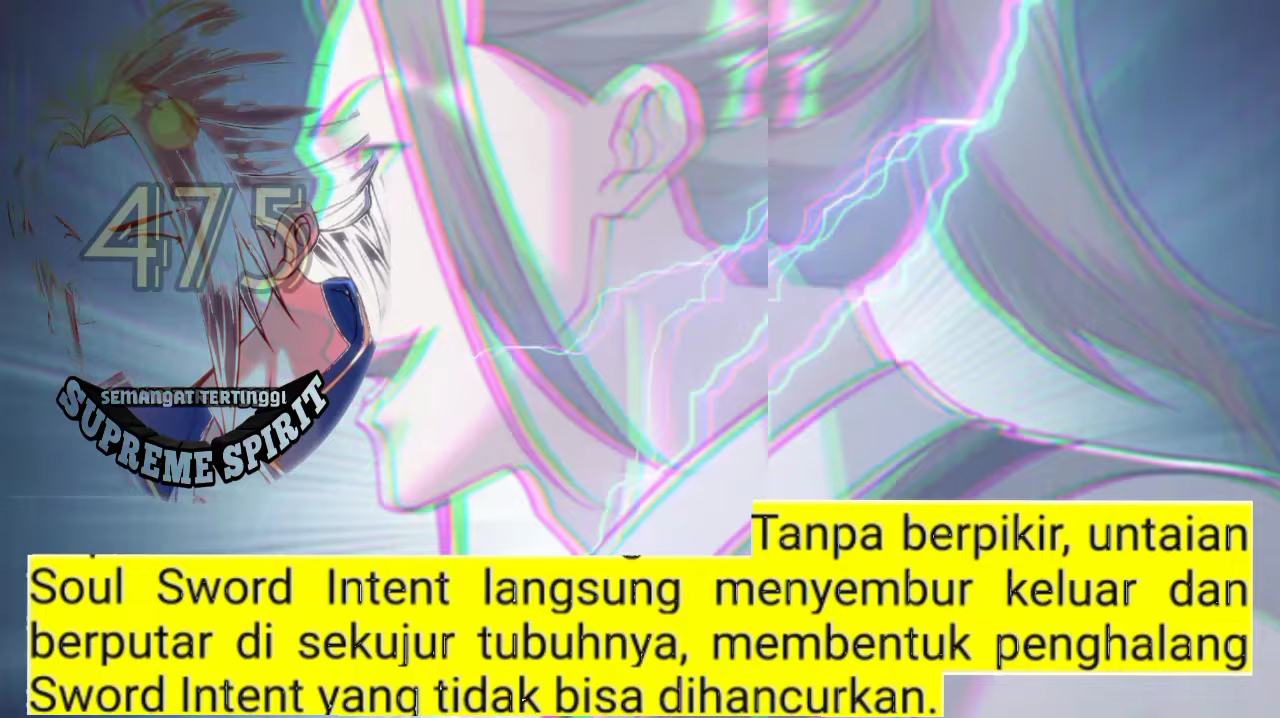 475
SEMANGAT TERTINGGI
SUPREME SPIRIT
Tanpa berpikir, untaian
Soul Sword Intent langsung menyembur keluar dan
berputar di sekujur tubuhnya, membentuk penghalang
Sword Intent yang tidak bisa dihancurkan.